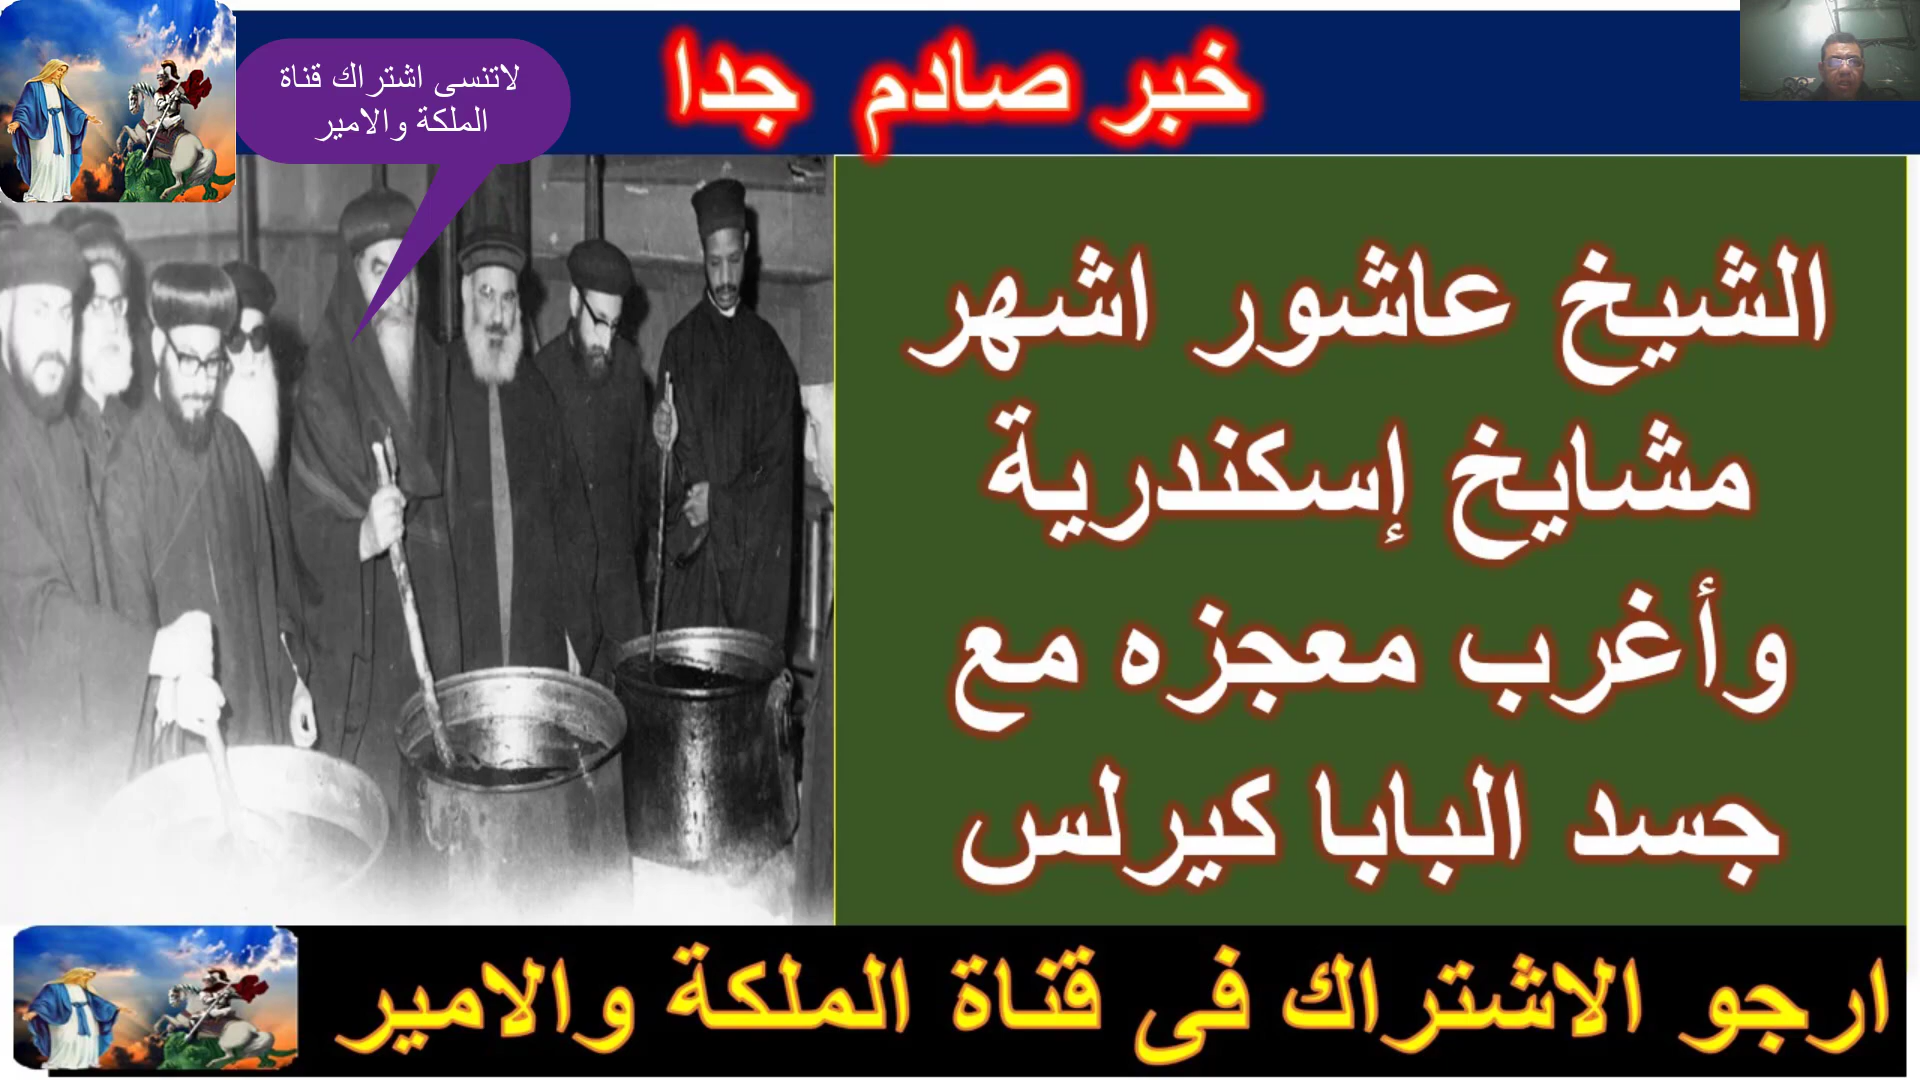 خبر صادم جدا
لاتنسى اشتراك قناة
الملكة والامير
الشيخ عاشور اشهر
مشايخ إسكندرية
وأغرب معجزه مع
جسد البابا كيرلس
ارجو الاشتراك فى قناة الملكة والامير